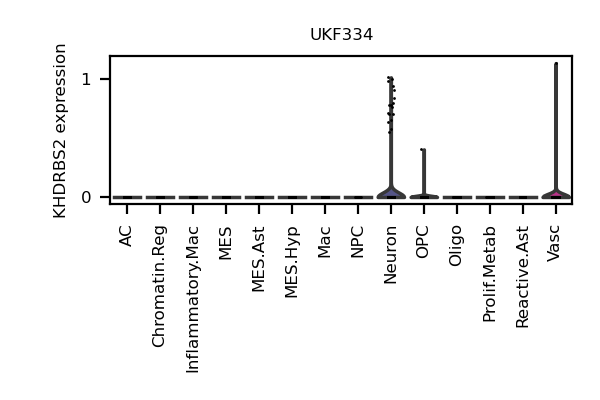 UKF334
KHDRBS2 expression
1
0
AC
Chromatin.Reg
Inflammatory.Mac
MES
MES.Ast
MES.Hyp
Mac
NPC
Neuron
OPC
Oligo
Prolif.Metab
Reactive.Ast
Vasc